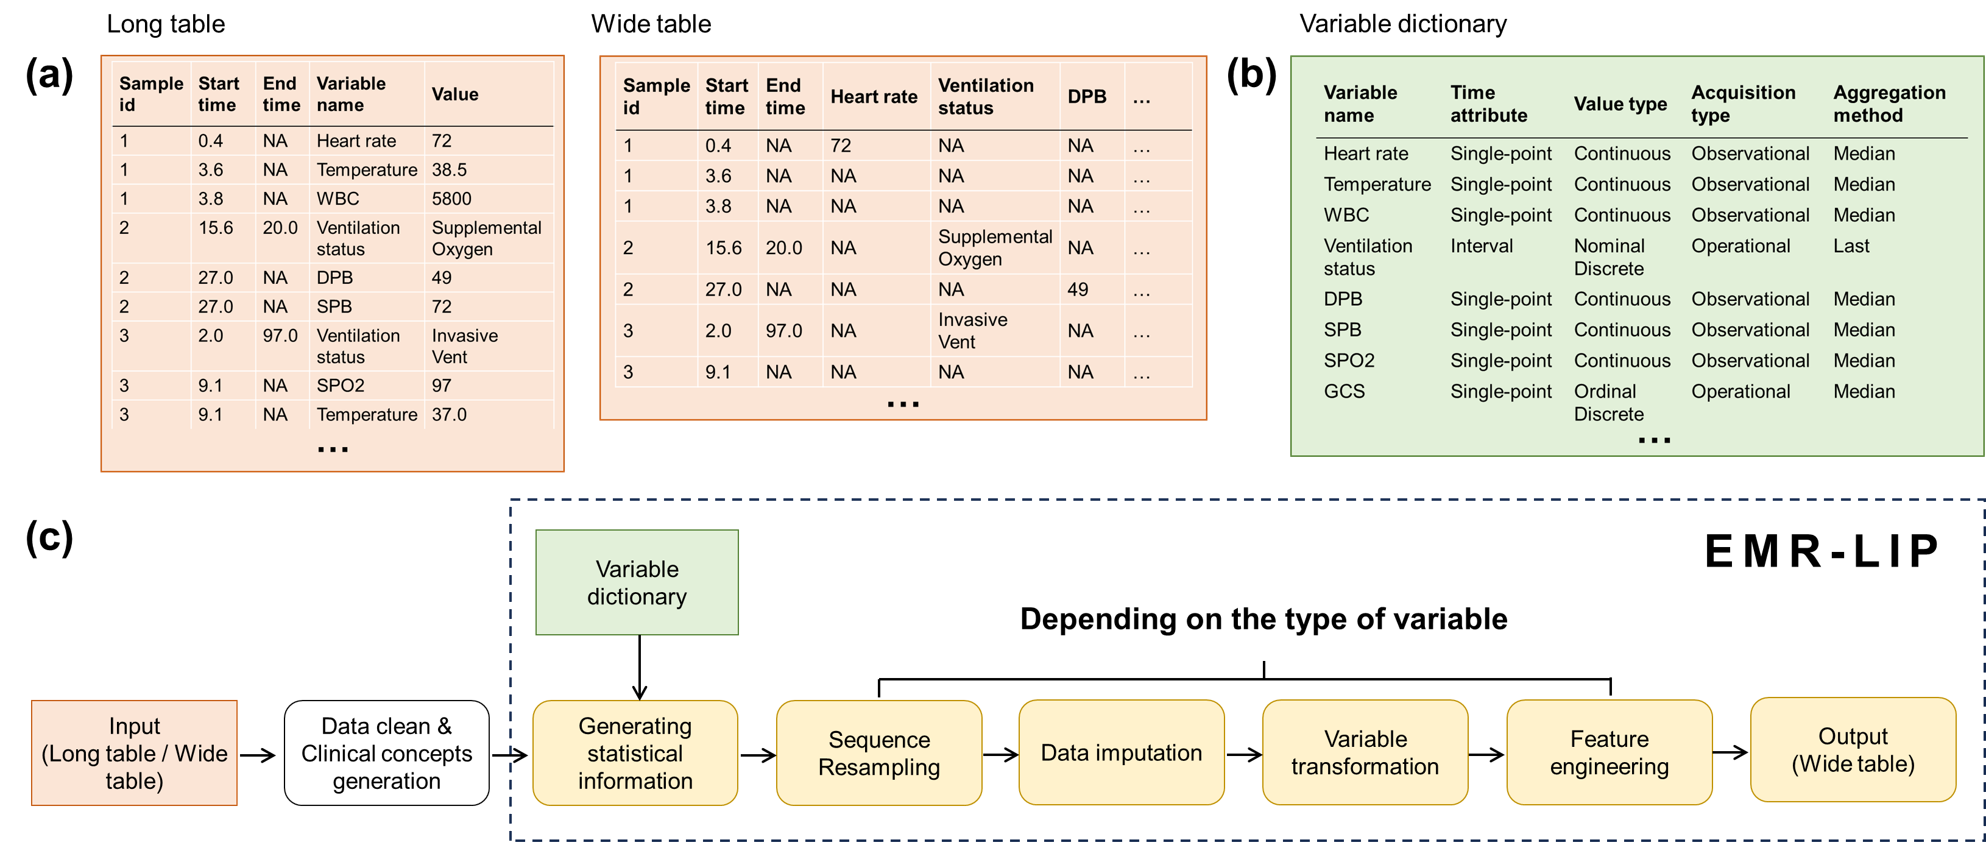 Long table
(a)
Sample id Start time End time Variable name Value
1 0.4 NA Heart rate 72
1 3.6 NA Temperature 38.5
1 3.8 NA WBC 5800
2 15.6 20.0 Ventilation status Supplemental Oxygen
2 27.0 NA DPB 49
2 27.0 NA SPB 72
3 2.0 97.0 Ventilation status Invasive Vent
3 9.1 NA SPO2 97
3 9.1 NA Temperature 37.0
...
Wide table
Sample id Start time End time Heart rate Ventilation status DPB ...
1 0.4 NA 72 NA NA ...
1 3.6 NA NA NA NA ...
1 3.8 NA NA NA NA ...
2 15.6 20.0 NA Supplemental Oxygen NA ...
2 27.0 NA NA NA 49 ...
3 2.0 97.0 NA Invasive Vent NA ...
3 9.1 NA NA NA NA ...
...
Variable dictionary
(b)
Variable name Time attribute Value type Acquisition type Aggregation method
Heart rate Single-point Continuous Observational Median
Temperature Single-point Continuous Observational Median
WBC Single-point Continuous Observational Median
Ventilation status Interval Nominal Discrete Operational Last
DPB Single-point Continuous Observational Median
SPB Single-point Continuous Observational Median
SPO2 Single-point Continuous Observational Median
GCS Single-point Ordinal Discrete Operational Median
...
(c)
EMR-LIP
Variable
dictionary
Depending on the type of variable
Input
(Long table / Wide
table)
Data clean &
Clinical concepts
generation
Generating
statistical
information
Sequence
Resampling
Data imputation
Variable
transformation
Feature
engineering
Output
(Wide table)